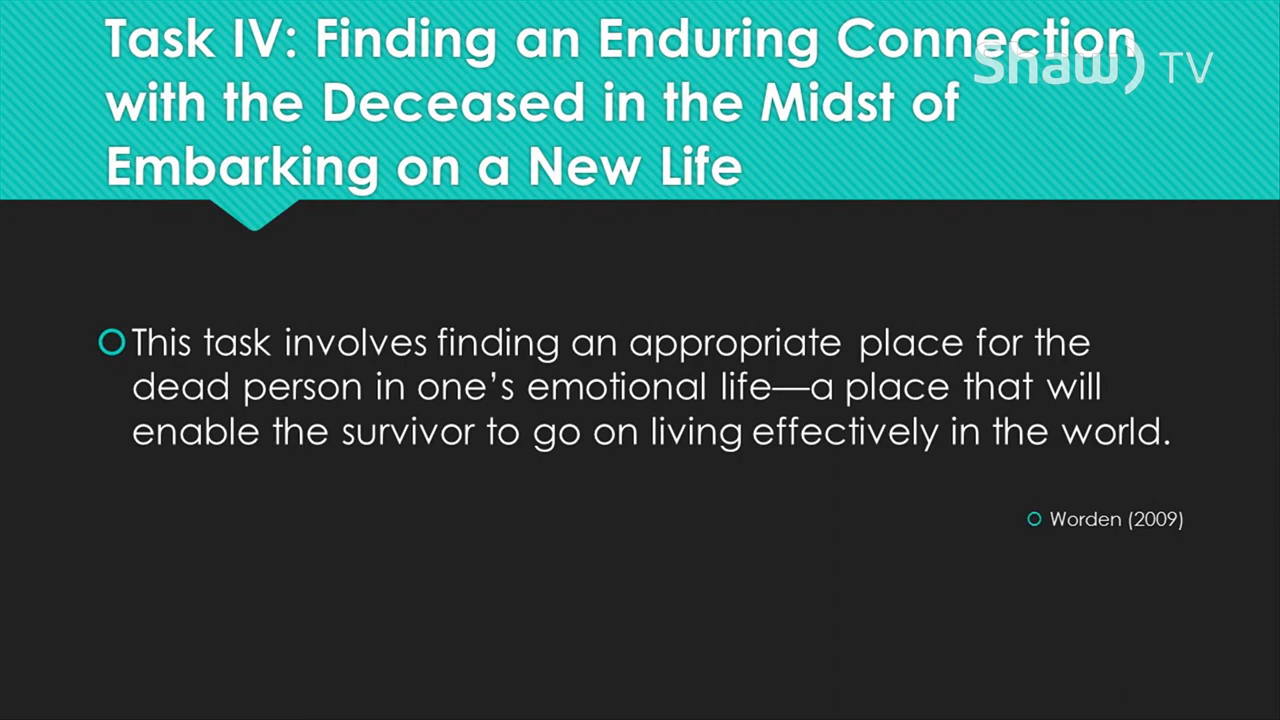 Task IV: Finding an Enduring Connection
with the Deceased in the Midst of
Embarking on a New Life
Shaw) TV
This task involves finding an appropriate place for the
dead person in one’s emotional life—a place that will
enable the survivor to go on living effectively in the world.
Worden (2009)